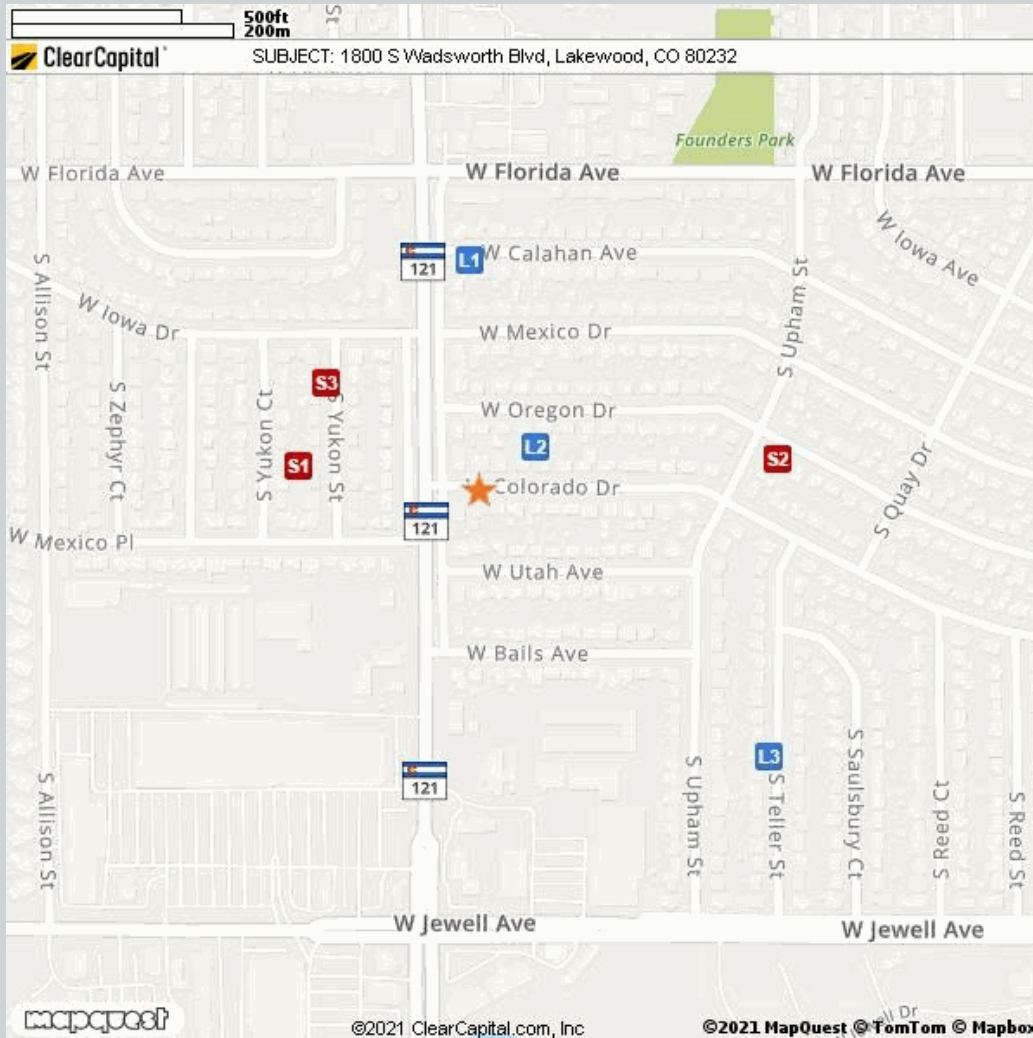 500ft
200m
ClearCapital
SUBJECT: 1800 S Wadsworth Blvd, Lakewood, CO 80232
St
Founders Park
W Florida Ave
W Florida Ave
W Florida Ave
W Iowa Ave
S Allison St
121
L1
W Calahan Ave
S Upham St
W Iowa Dr
W Mexico Dr
S3
S Zephyr Ct
S Yukon Ct
S Yukon St
W Oregon Dr
L2
S1
S2
S Quay Dr
Colorado Dr
121
W Mexico Pl
W Utah Ave
W Bails Ave
L3
121
S Allison St
S Upham St
S Teller St
S Saulsbury Ct
S Reed Ct
S Reed St
W Jewell Ave
W Jewell Ave
mapquest
©2021 ClearCapital.com, Inc
©2021 MapQuest © TomTom © Mapbox